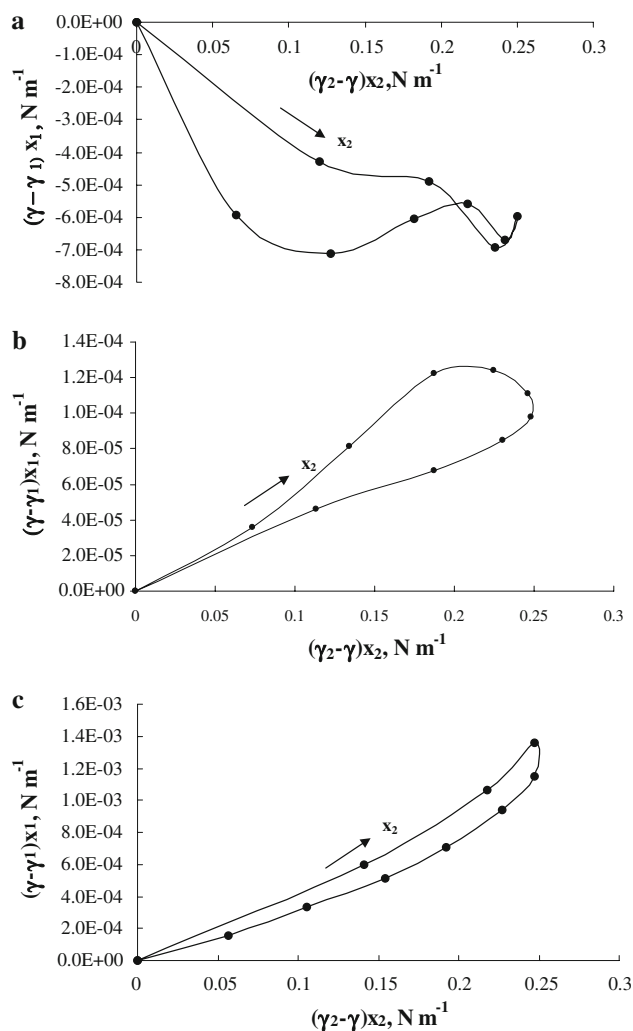 a
0.0E+00
-1.0E-04
-2.0E-04
-3.0E-04
-4.0E-04
-5.0E-04
-6.0E-04
-7.0E-04
-8.0E-04
0 0.05 0.1 0.15 0.2 0.25 0.3
(γ₂-γ)x₂,N m⁻¹
(γ-γ₁) x₁, N m⁻¹
x₂
b
1.4E-04
1.2E-04
1.0E-04
8.0E-05
6.0E-05
4.0E-05
2.0E-05
0.0E+00
0 0.05 0.1 0.15 0.2 0.25 0.3
(γ-γ₁)x₁, N m⁻¹
x₂
(γ₂-γ)x₂, N m⁻¹
c
1.6E-03
1.4E-03
1.2E-03
1.0E-03
8.0E-04
6.0E-04
4.0E-04
2.0E-04
0.0E+00
0 0.05 0.1 0.15 0.2 0.25 0.3
(γ-γ¹)x1, N m⁻¹
x₂
(γ₂-γ)x₂, N m⁻¹